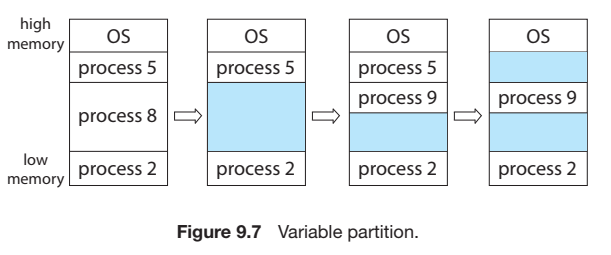 high
memory
low
memory
OS
process 5
process 8
process 2
OS
process 5
process 2
OS
process 5
process 9
process 2
OS
process 9
process 2
Figure 9.7 Variable partition.